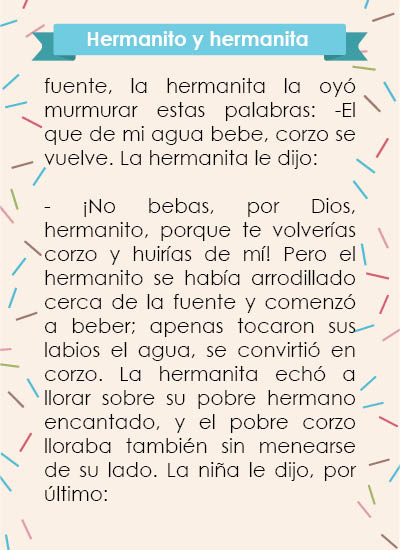 Hermanito y hermanita
fuente, la hermanita la oyó
murmurar estas palabras: -El
que de mi agua bebe, corzo se
vuelve. La hermanita le dijo:
- ¡No bebas, por Dios,
hermanito, porque te volverías
corzo y huirías de mí! Pero el
hermanito se había arrodillado
cerca de la fuente y comenzó
a beber; apenas tocaron sus
labios el agua, se convirtió en
corzo. La hermanita echó a
llorar sobre su pobre hermano
encantado, y el pobre corzo
lloraba también sin menearse
de su lado. La niña le dijo, por
último: